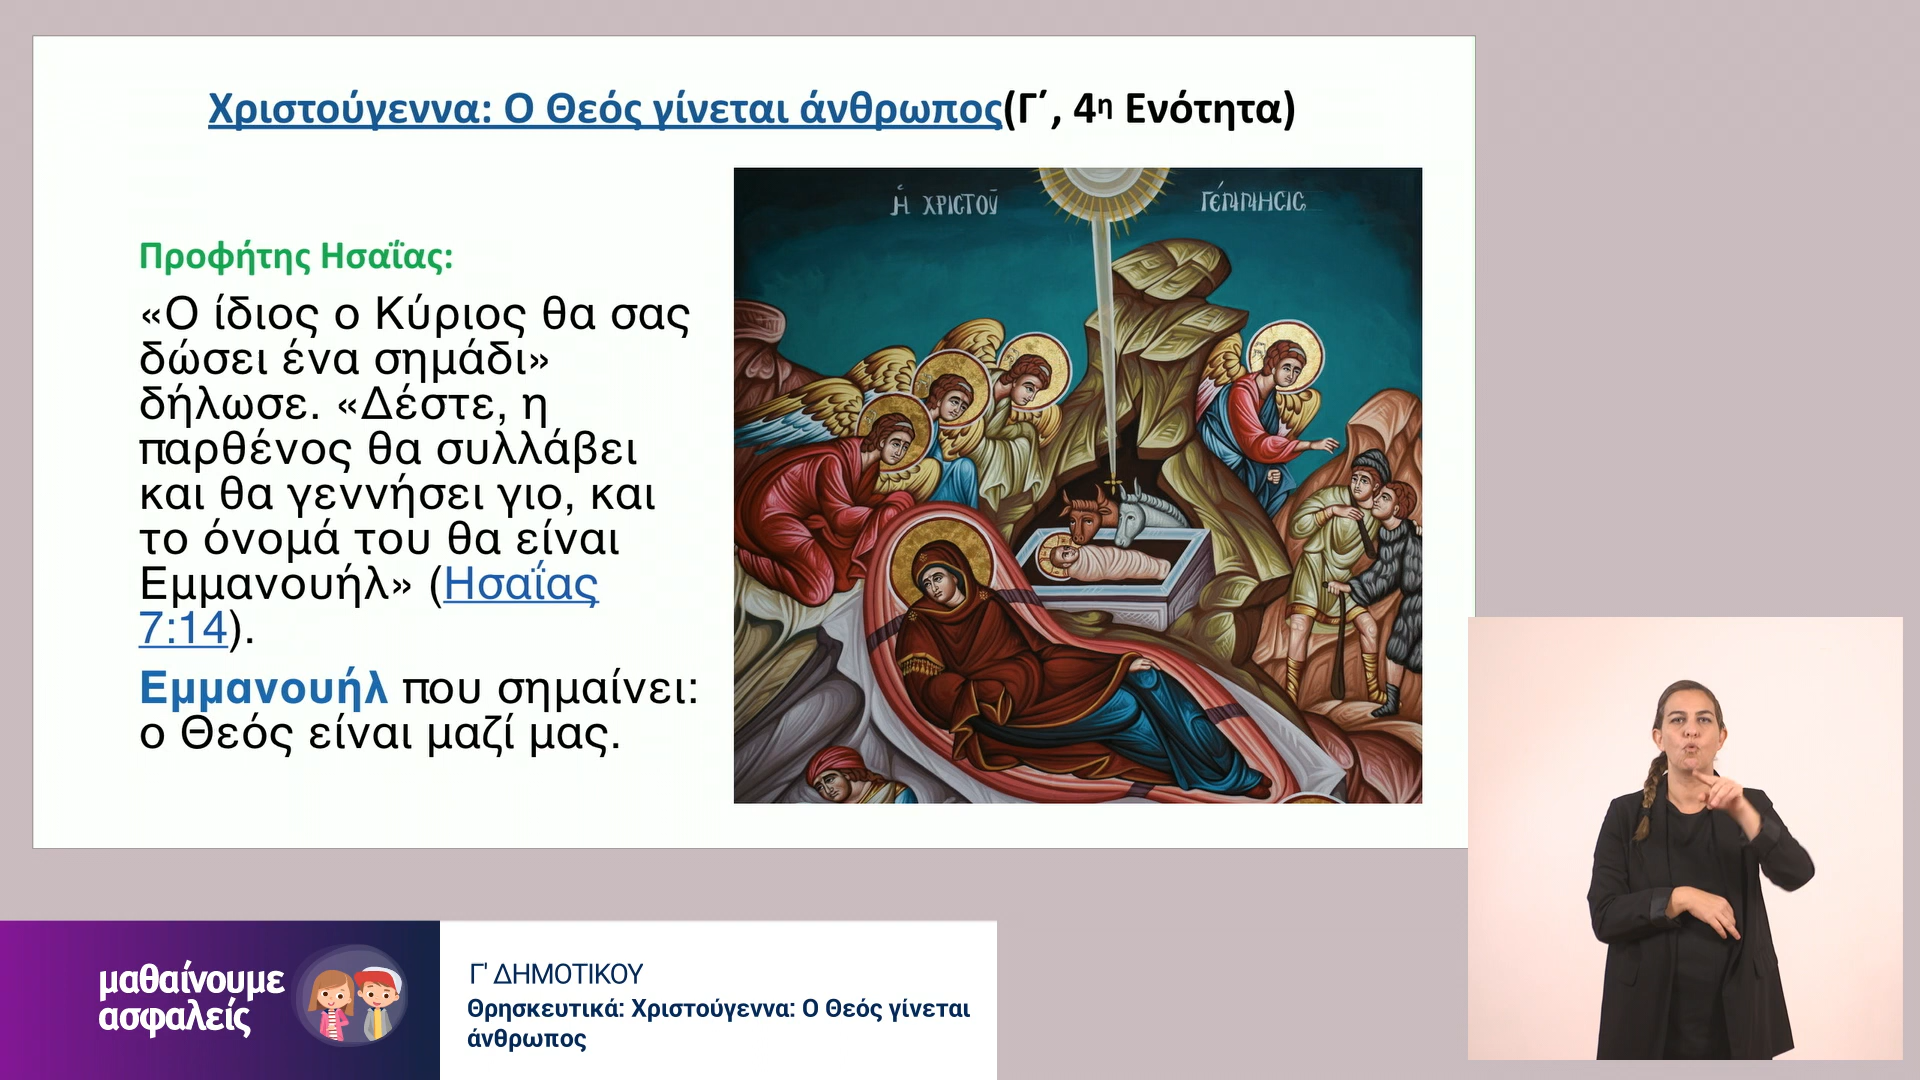 Χριστούγεννα: Ο Θεός γίνεται άνθρωπος(Γ΄, 4η Ενότητα)
Προφήτης Ησαΐας:
«Ο ίδιος ο Κύριος θα σας
δώσει ένα σημάδι»
δήλωσε. «Δέστε, η
παρθένος θα συλλάβει
και θα γεννήσει γιο, και
το όνομά του θα είναι
Εμμανουήλ» (Ησαΐας
7:14).
Εμμανουήλ που σημαίνει:
ο Θεός είναι μαζί μας.
Ἡ ΧΡΙСΤΟῦ
ΓέΝΝΗСΙС
μαθαίνουμε
ασφαλείς
Γ' ΔΗΜΟΤΙΚΟΥ
Θρησκευτικά: Χριστούγεννα: Ο Θεός γίνεται
άνθρωπος